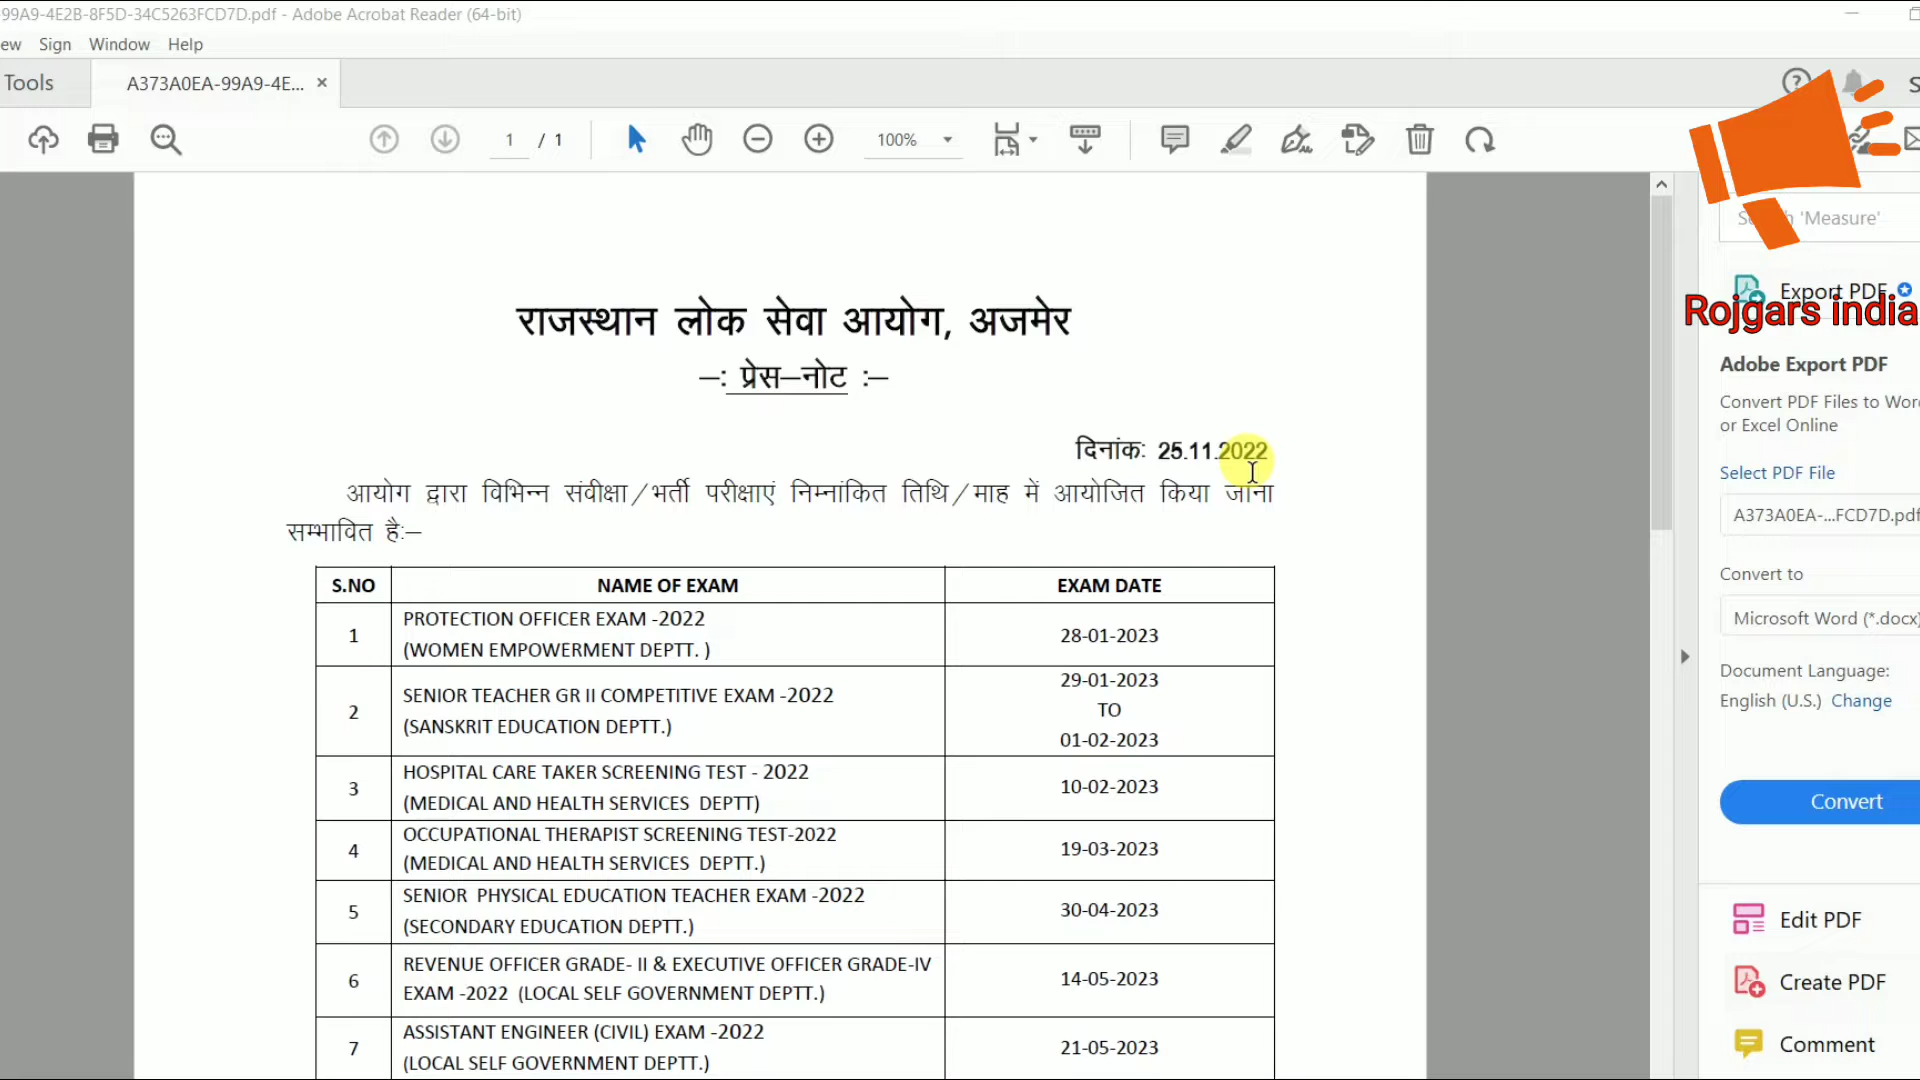 -99A9-4E2B-8F5D-34C5263FCD7D.pdf - Adobe Acrobat Reader (64-bit)
ew Sign Window Help
Tools A373A0EA-99A9-4E... ×
1 / 1 100%
'Measure'
राजस्थान लोक सेवा आयोग, अजमेर
–: प्रेस–नोट :–
दिनांक: 25.11.2022
आयोग द्वारा विभिन्न संवीक्षा/भर्ती परीक्षाएं निम्नांकित तिथि/माह में आयोजित किया जाना
सम्भावित है:–
S.NO NAME OF EXAM EXAM DATE
1 PROTECTION OFFICER EXAM -2022
(WOMEN EMPOWERMENT DEPTT. ) 28-01-2023
2 SENIOR TEACHER GR II COMPETITIVE EXAM -2022
(SANSKRIT EDUCATION DEPTT.)
29-01-2023
TO
01-02-2023
3 HOSPITAL CARE TAKER SCREENING TEST - 2022
(MEDICAL AND HEALTH SERVICES DEPTT) 10-02-2023
4 OCCUPATIONAL THERAPIST SCREENING TEST-2022
(MEDICAL AND HEALTH SERVICES DEPTT.) 19-03-2023
5 SENIOR PHYSICAL EDUCATION TEACHER EXAM -2022
(SECONDARY EDUCATION DEPTT.) 30-04-2023
6 REVENUE OFFICER GRADE- II & EXECUTIVE OFFICER GRADE-IV
EXAM -2022 (LOCAL SELF GOVERNMENT DEPTT.) 14-05-2023
7 ASSISTANT ENGINEER (CIVIL) EXAM -2022
(LOCAL SELF GOVERNMENT DEPTT.) 21-05-2023
Export PDF
Rojgars india
Adobe Export PDF
Convert PDF Files to Wor
or Excel Online
Select PDF File
A373A0EA-...FCD7D.pdf
Convert to
Microsoft Word (*.docx)
Document Language:
English (U.S.) Change
Convert
Edit PDF
Create PDF
Comment